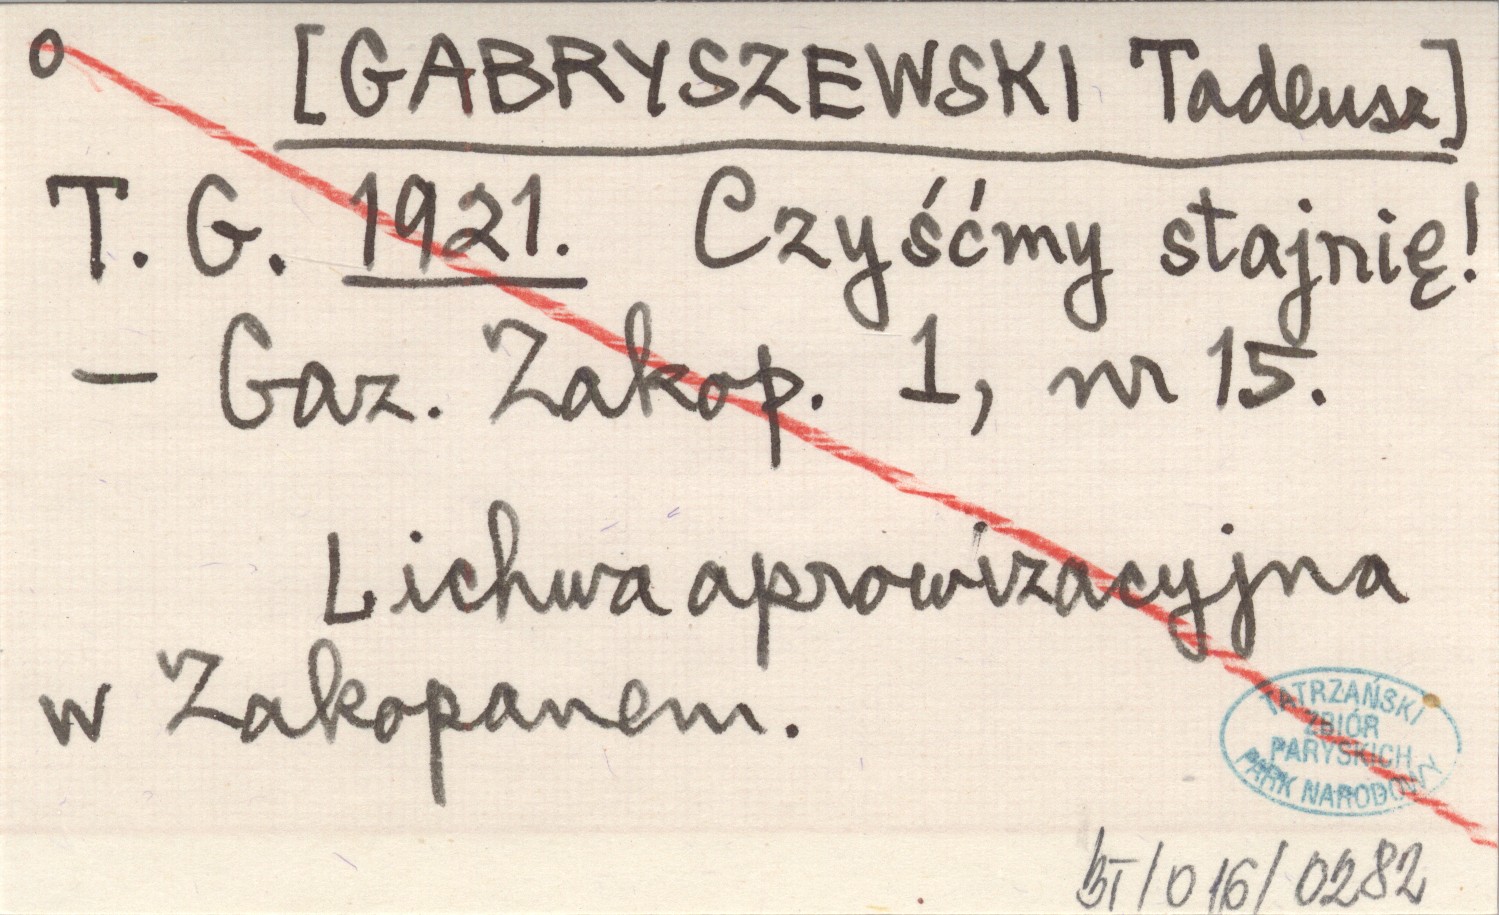 o [GABRYSZEWSKI Tadeusz]
T. G. 1921. Czyśćmy stajnię!
– Gaz. Zakop. 1, nr 15.
Lichwa aprowizacyjna
w Zakopanem.
TATRZAŃSKI
ZBIÓR
PARYSKICH
PARK NARODOWY
/016/0282